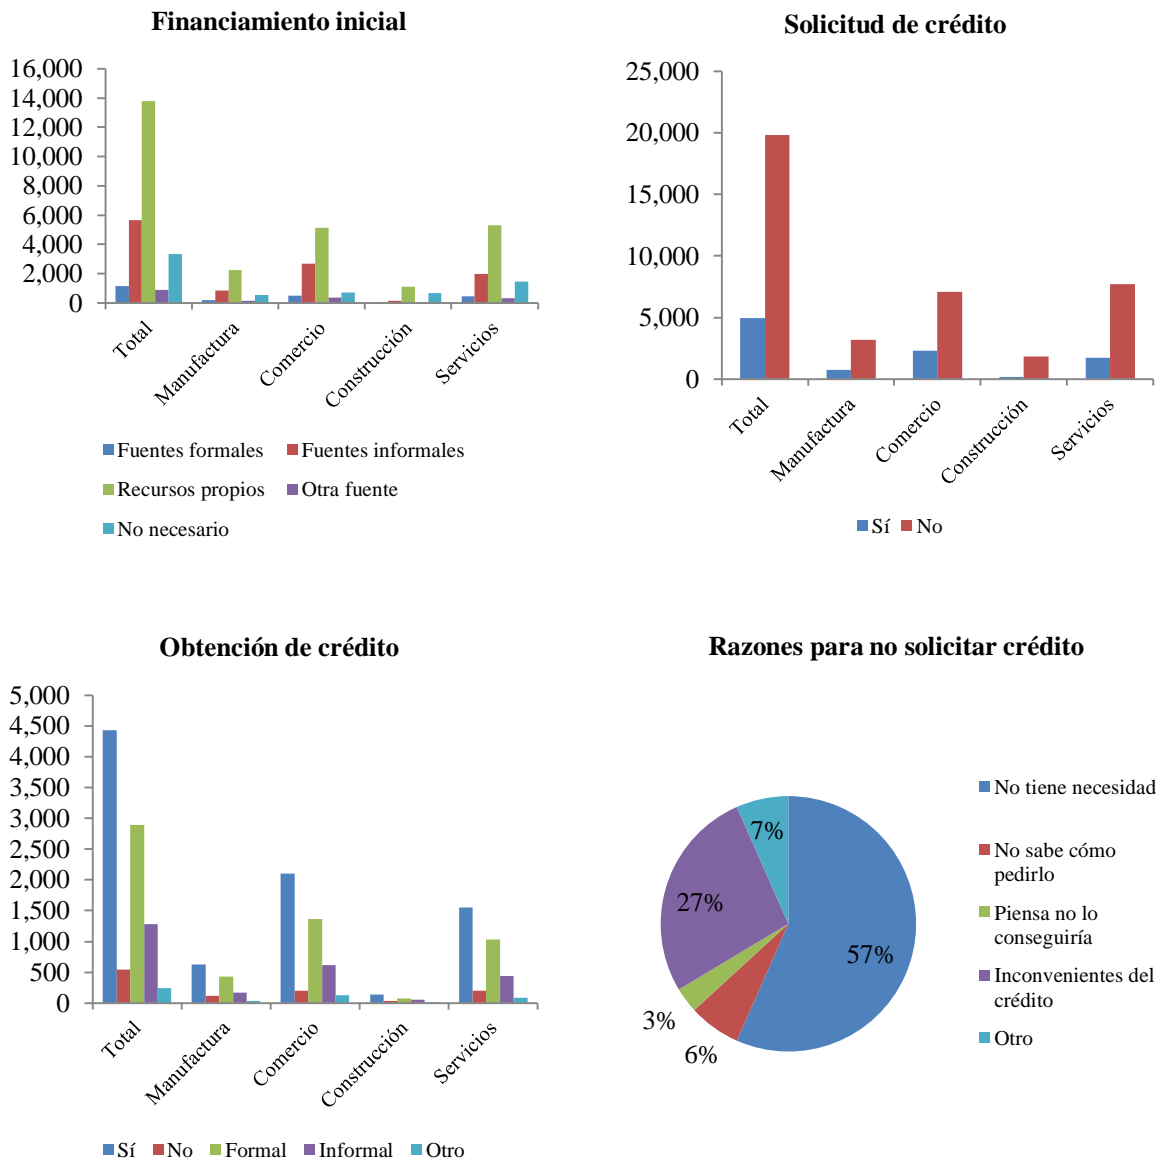 Financiamiento inicial
16,000
14,000
12,000
10,000
8,000
6,000
4,000
2,000
0
Total
Manufactura
Comercio
Construcción
Servicios
Fuentes formales
Fuentes informales
Recursos propios
Otra fuente
No necesario
Solicitud de crédito
25,000
20,000
15,000
10,000
5,000
0
Total
Manufactura
Comercio
Construcción
Servicios
Sí
No
Obtención de crédito
5,000
4,500
4,000
3,500
3,000
2,500
2,000
1,500
1,000
500
0
Total
Manufactura
Comercio
Construcción
Servicios
Sí
No
Formal
Informal
Otro
Razones para no solicitar crédito
7%
27%
57%
3%
6%
No tiene necesidad
No sabe cómo
pedirlo
Piensa no lo
conseguiría
Inconvenientes del
crédito
Otro